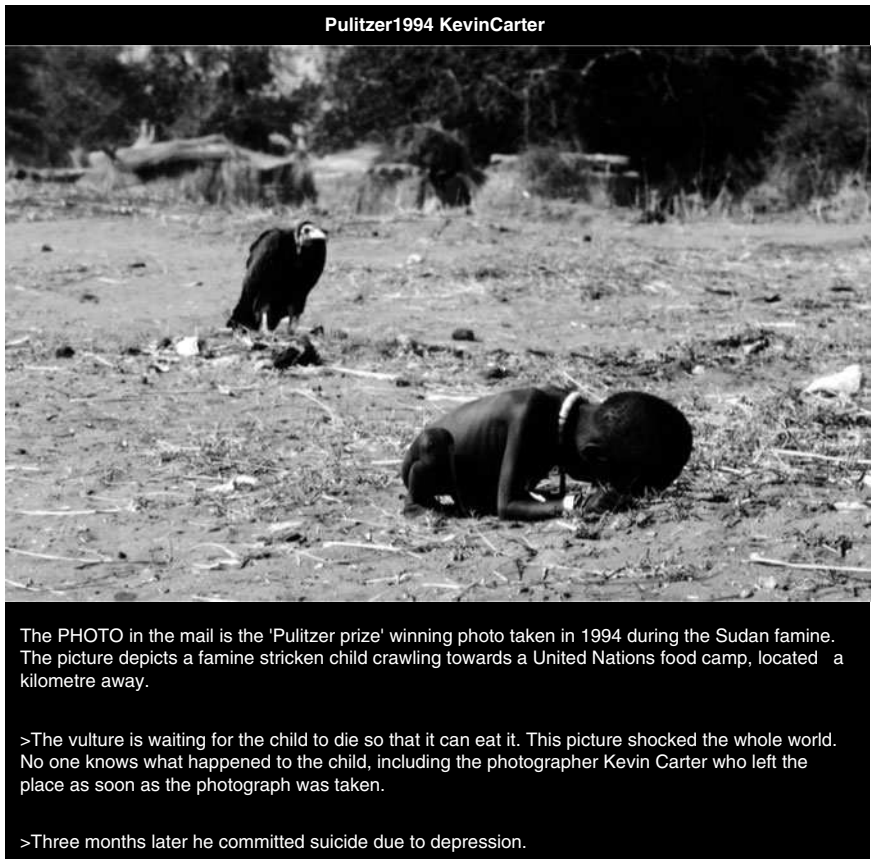 Pulitzer1994 KevinCarter
The PHOTO in the mail is the 'Pulitzer prize' winning photo taken in 1994 during the Sudan famine.
The picture depicts a famine stricken child crawling towards a United Nations food camp, located a
kilometre away.
>The vulture is waiting for the child to die so that it can eat it. This picture shocked the whole world.
No one knows what happened to the child, including the photographer Kevin Carter who left the
place as soon as the photograph was taken.
>Three months later he committed suicide due to depression.